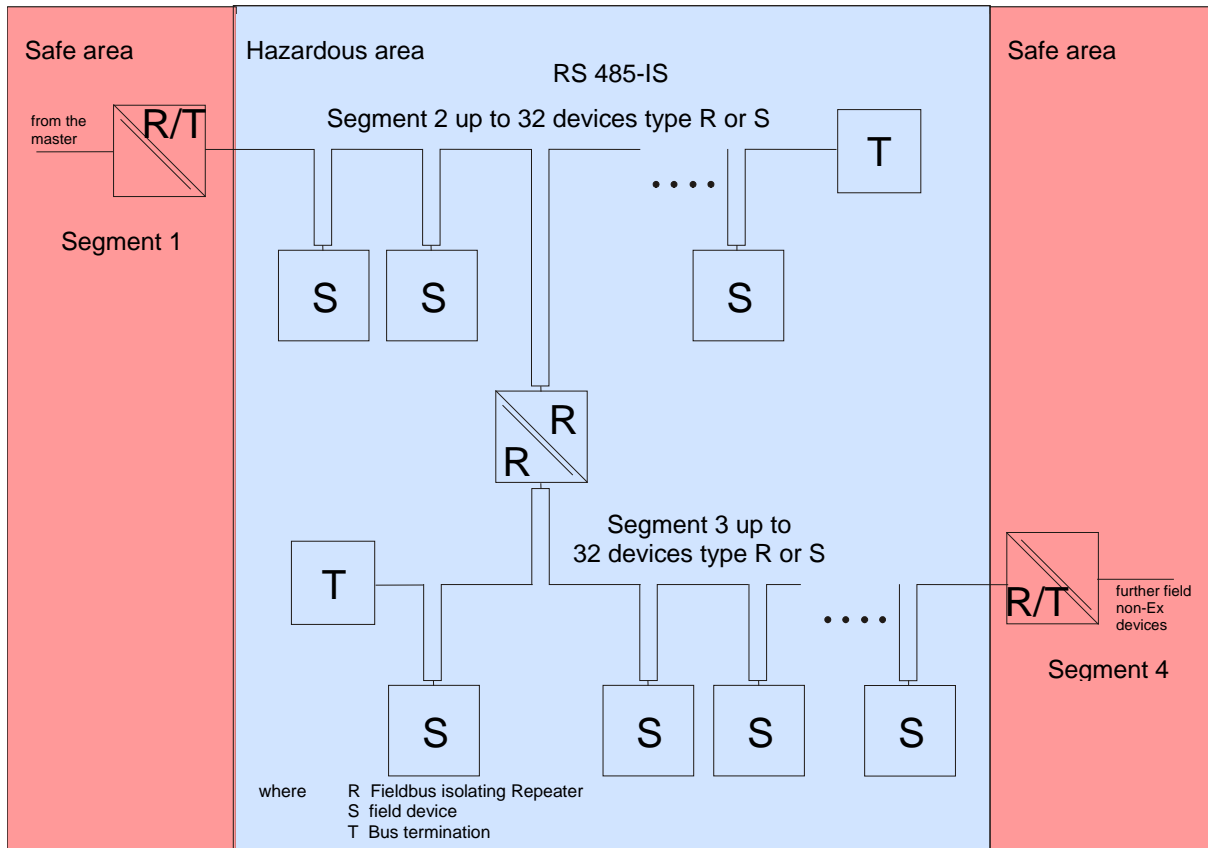 Safe area
Hazardous area
Safe area
RS 485-IS
from the
master
R/T
Segment 2 up to 32 devices type R or S
T
Segment 1
S
S
S
R
R
Segment 3 up to
32 devices type R or S
T
R/T
further field
non-Ex
devices
Segment 4
S
S
S
S
where R Fieldbus isolating Repeater
S field device
T Bus termination